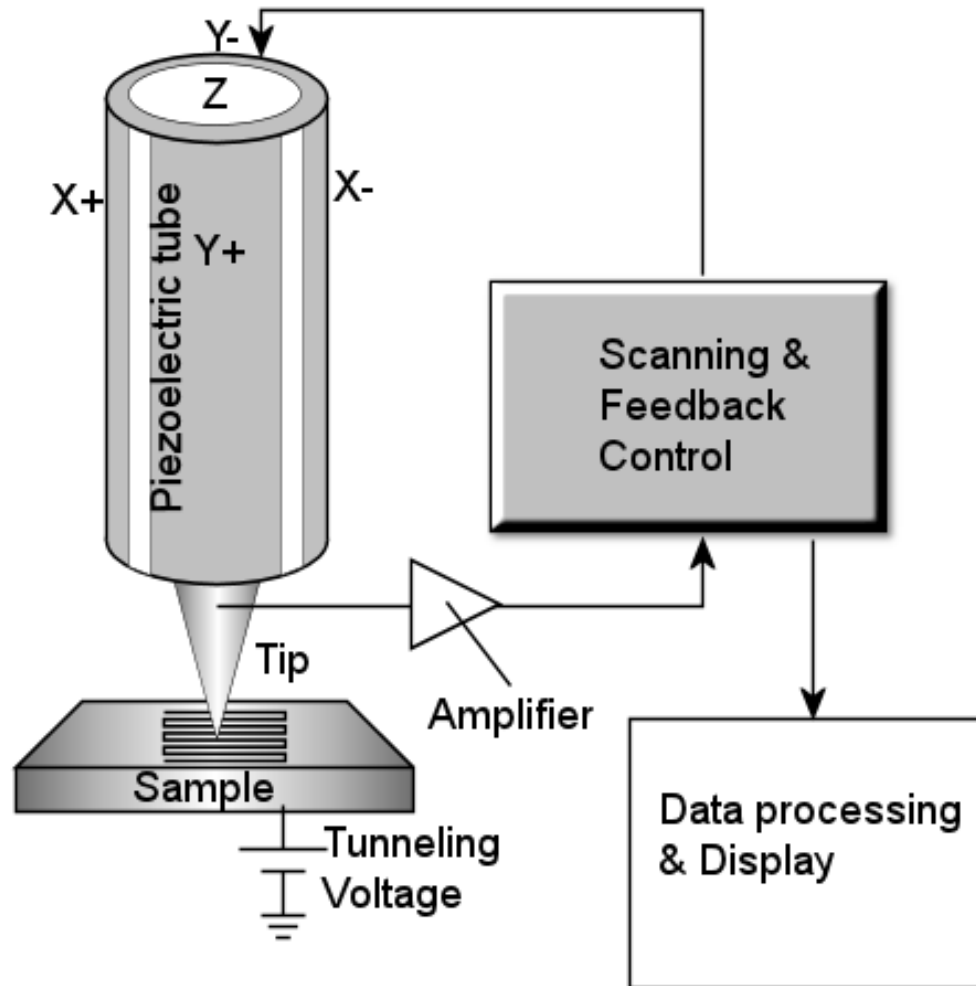 Y-
Z
X+
X-
Piezoelectric tube
Y+
Scanning &
Feedback
Control
Tip
Amplifier
Sample
Tunneling
Voltage
Data processing
& Display